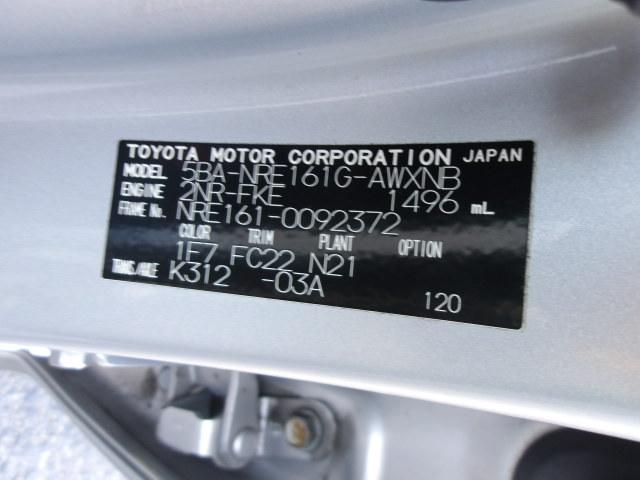 TOYOTA MOTOR CORPORATION JAPAN
MODEL 5BA-NRE161G-AWXNB
ENGINE 2NR-FKE 1496 mL
FRAME No. NRE161-0092372
COLOR TRIM PLANT OPTION
1F7 FC22 N21
TRANS/AXLE K312 -03A
120